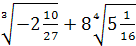 ∛(-2 10/27) + 8 ∜(5 1/16)